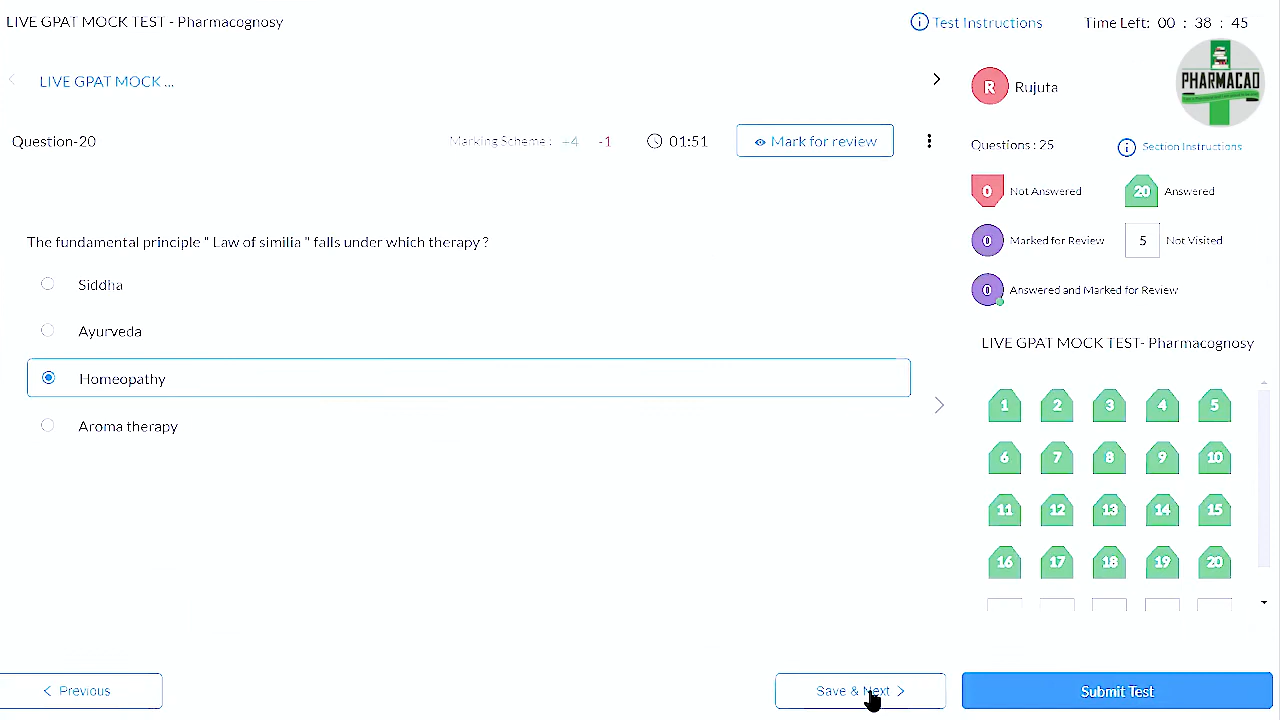 LIVE GPAT MOCK TEST - Pharmacognosy
Test Instructions
Time Left: 00 : 38 : 45
LIVE GPAT MOCK ...
R
Rujuta
PHARMACAD
Question-20
Marking Scheme : +4 -1
01:51
Mark for review
Questions : 25
Section Instructions
0 Not Answered
20 Answered
0 Marked for Review
5 Not Visited
0 Answered and Marked for Review
The fundamental principle " Law of similia " falls under which therapy ?
Siddha
Ayurveda
Homeopathy
Aroma therapy
LIVE GPAT MOCK TEST- Pharmacognosy
1 2 3 4 5
6 7 8 9 10
11 12 13 14 15
16 17 18 19 20
Previous
Save & Next
Submit Test